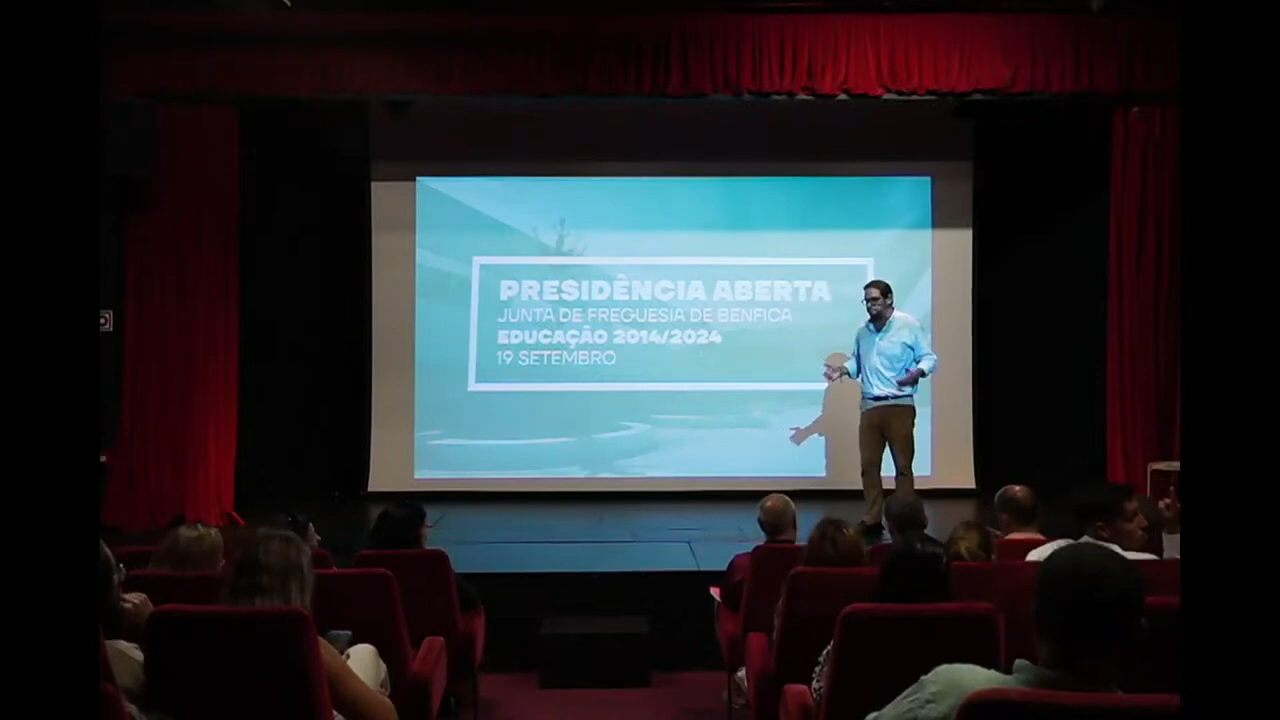 PRESIDÊNCIA ABERTA
JUNTA DE FREGUESIA DE BENFICA
EDUCAÇÃO 2014/2024
19 SETEMBRO